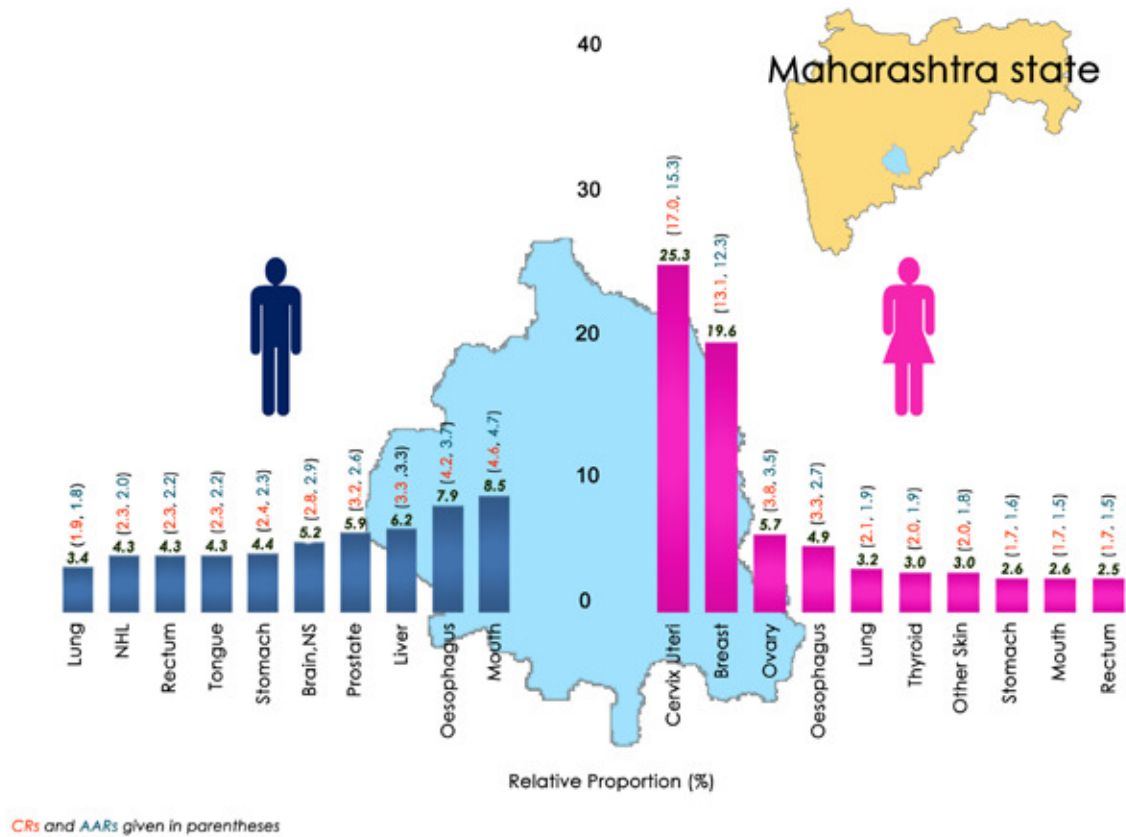 Maharashtra state
40
30
20
10
0
3.4 (1.9, 1.8)
4.3 (2.3, 2.0)
4.3 (2.3, 2.2)
4.3 (2.3, 2.2)
4.4 (2.4, 2.3)
5.2 (2.8, 2.9)
5.9 (3.2, 2.6)
6.2 (3.3 ,3.3)
7.9 (4.2, 3.7)
8.5 (4.6, 4.7)
25.3 (17.0, 15.3)
19.6 (13.1, 12.3)
5.7 (3.8, 3.5)
4.9 (3.3, 2.7)
3.2 (2.1, 1.9)
3.0 (2.0, 1.9)
3.0 (2.0, 1.8)
2.6 (1.7, 1.6)
2.6 (1.7, 1.5)
2.5 (1.7, 1.5)
Lung
NHL
Rectum
Tongue
Stomach
Brain,NS
Prostate
Liver
Oesophagus
Mouth
Cervix Uteri
Breast
Ovary
Oesophagus
Lung
Thyroid
Other Skin
Stomach
Mouth
Rectum
Relative Proportion (%)
CRs and AARs given in parentheses